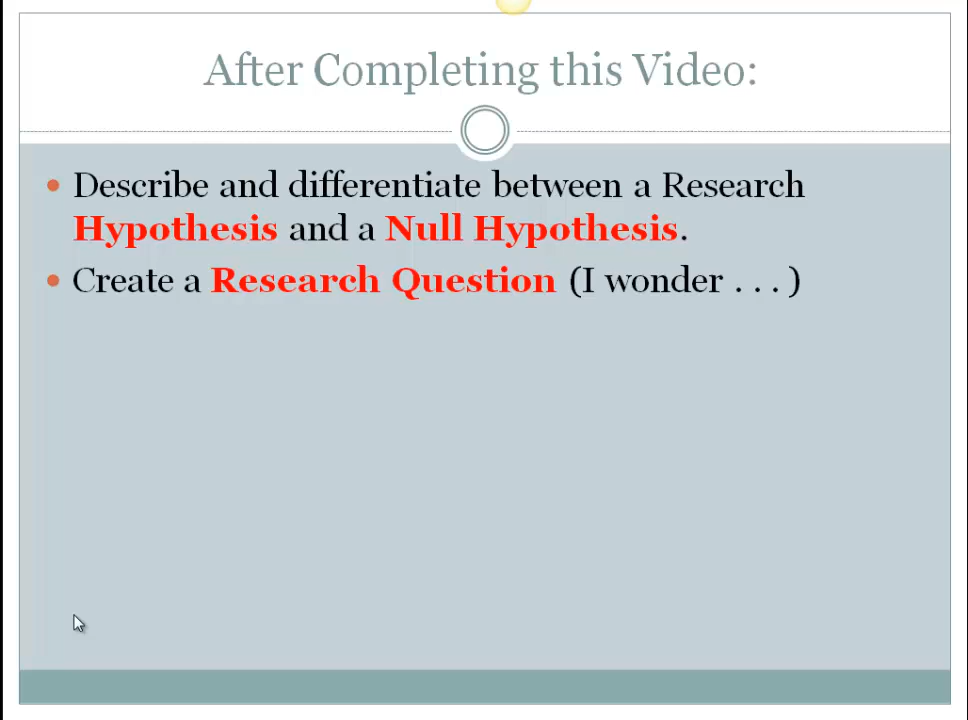 After Completing this Video:
• Describe and differentiate between a Research
Hypothesis and a Null Hypothesis.
• Create a Research Question (I wonder . . . )